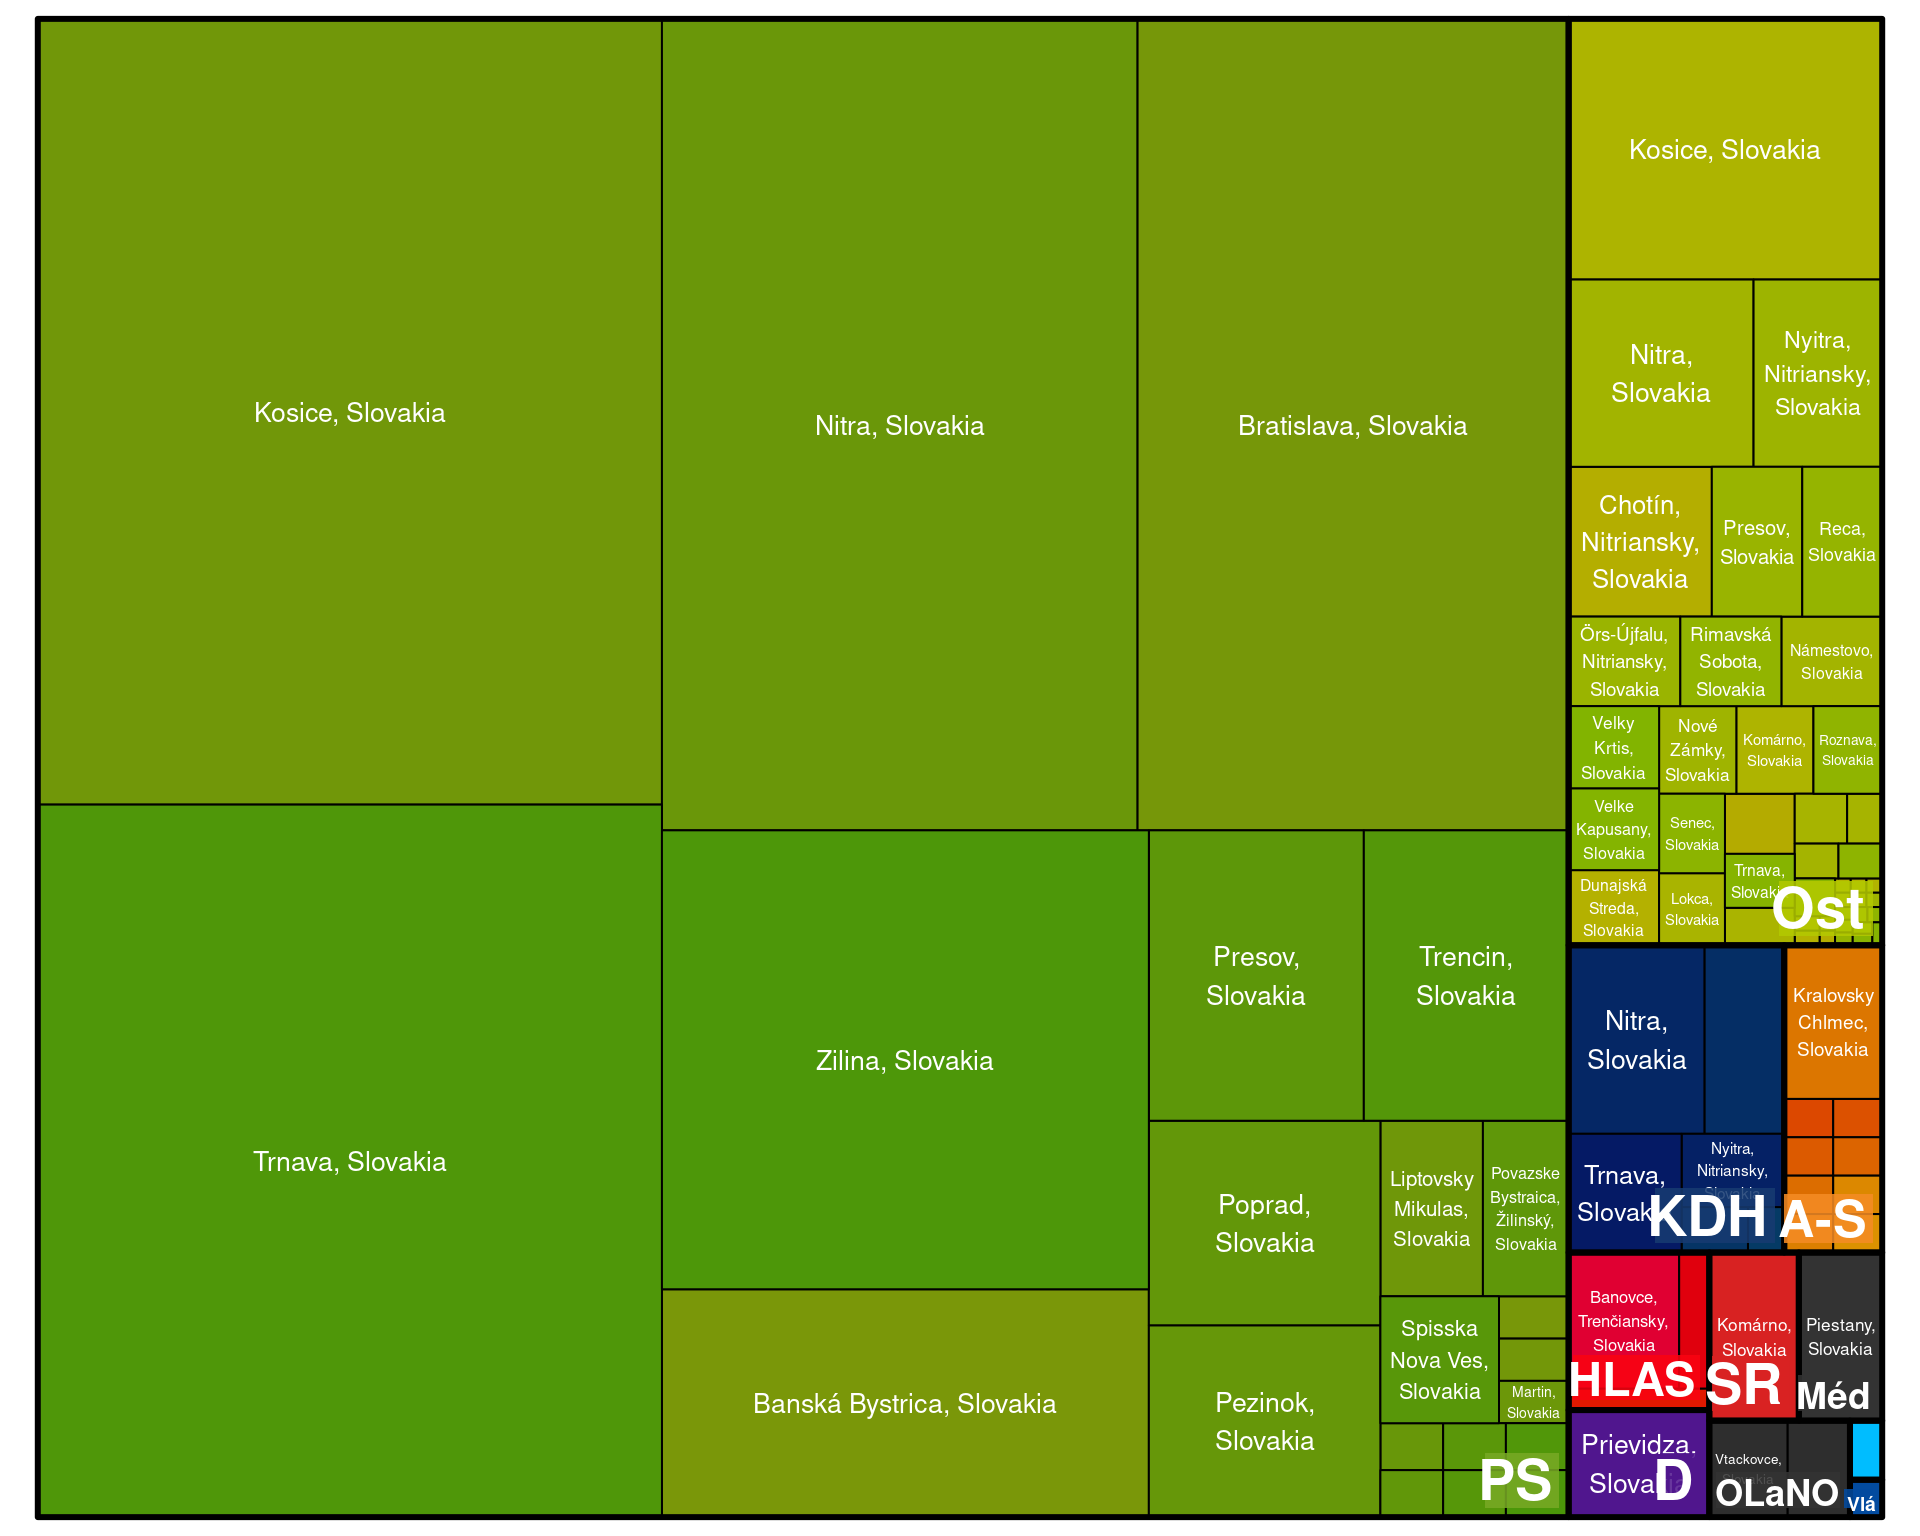 Kosice, Slovakia
Nitra, Slovakia
Bratislava, Slovakia
Trnava, Slovakia
Zilina, Slovakia
Banská Bystrica, Slovakia
Presov,
Slovakia
Trencin,
Slovakia
Poprad,
Slovakia
Pezinok,
Slovakia
Liptovsky
Mikulas,
Slovakia
Povazske
Bystraica,
Žilinský,
Slovakia
Spisska
Nova Ves,
Slovakia
Martin,
Slovakia
PS
Kosice, Slovakia
Nitra,
Slovakia
Nyitra,
Nitriansky,
Slovakia
Chotín,
Nitriansky,
Slovakia
Presov,
Slovakia
Reca,
Slovakia
Örs-Újfalu,
Nitriansky,
Slovakia
Rimavská
Sobota,
Slovakia
Námestovo,
Slovakia
Velky
Krtis,
Slovakia
Nové
Zámky,
Slovakia
Komárno,
Slovakia
Roznava,
Slovakia
Velke
Kapusany,
Slovakia
Senec,
Slovakia
Trnava,
Slovakia
Dunajská
Streda,
Slovakia
Lokca,
Slovakia
Ost
Nitra,
Slovakia
Trnava,
Slovakia
Nyitra,
Nitriansky,
Slovakia
KDH
Kralovsky
Chlmec,
Slovakia
A-S
Banovce,
Trenčiansky,
Slovakia
HLAS
Komárno,
Slovakia
SR
Piestany,
Slovakia
Méd
Prievidza,
Slovakia
D
Vtackovce,
Slovakia
OLaNO
Vlá